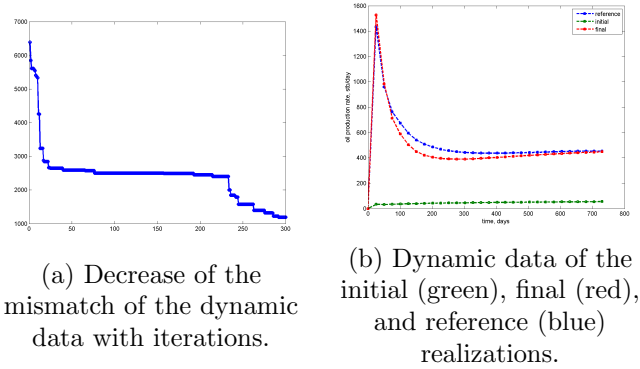 7000
6000
5000
4000
3000
2000
1000
0 50 100 150 200 250 300
(a) Decrease of the
mismatch of the dynamic
data with iterations.
1600
1400
1200
1000
800
600
400
200
0
0 100 200 300 400 500 600 700 800
oil production rate, stb/day
time, days
reference
initial
final
(b) Dynamic data of the
initial (green), final (red),
and reference (blue)
realizations.